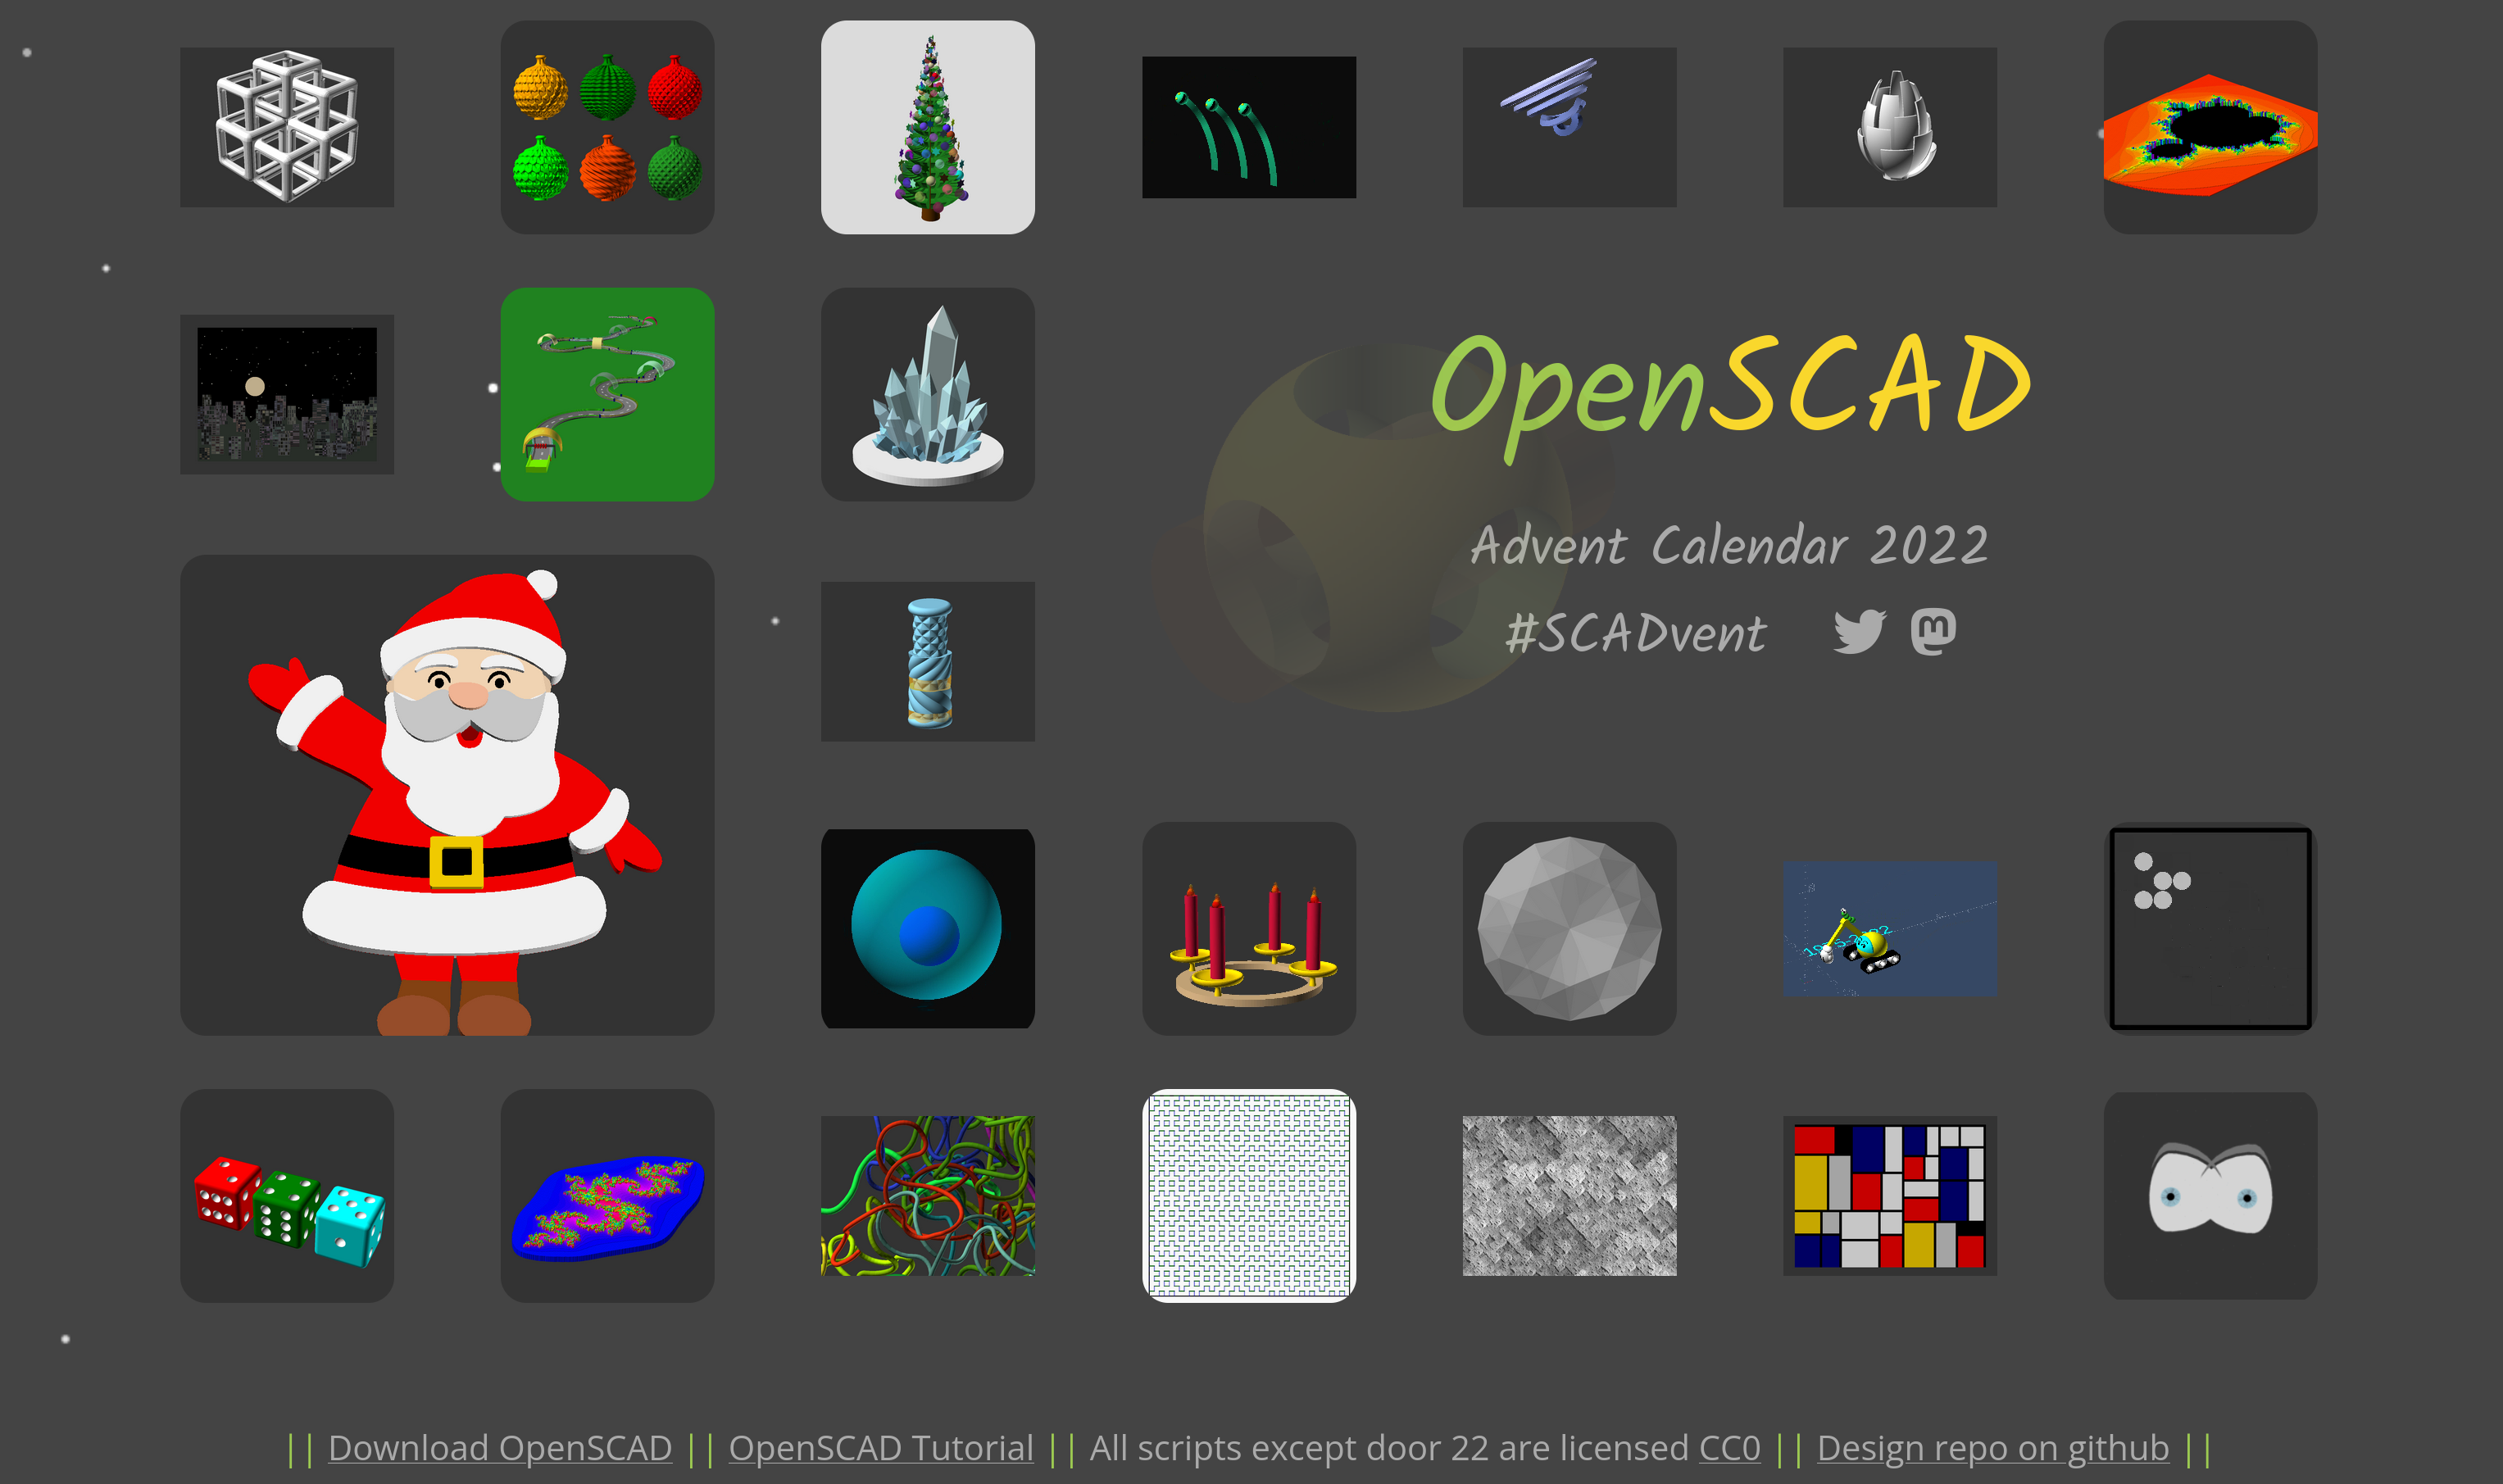 OpenSCAD
Advent Calendar 2022
#SCADvent
|| Download OpenSCAD || OpenSCAD Tutorial || All scripts except door 22 are licensed CC0 || Design repo on github ||